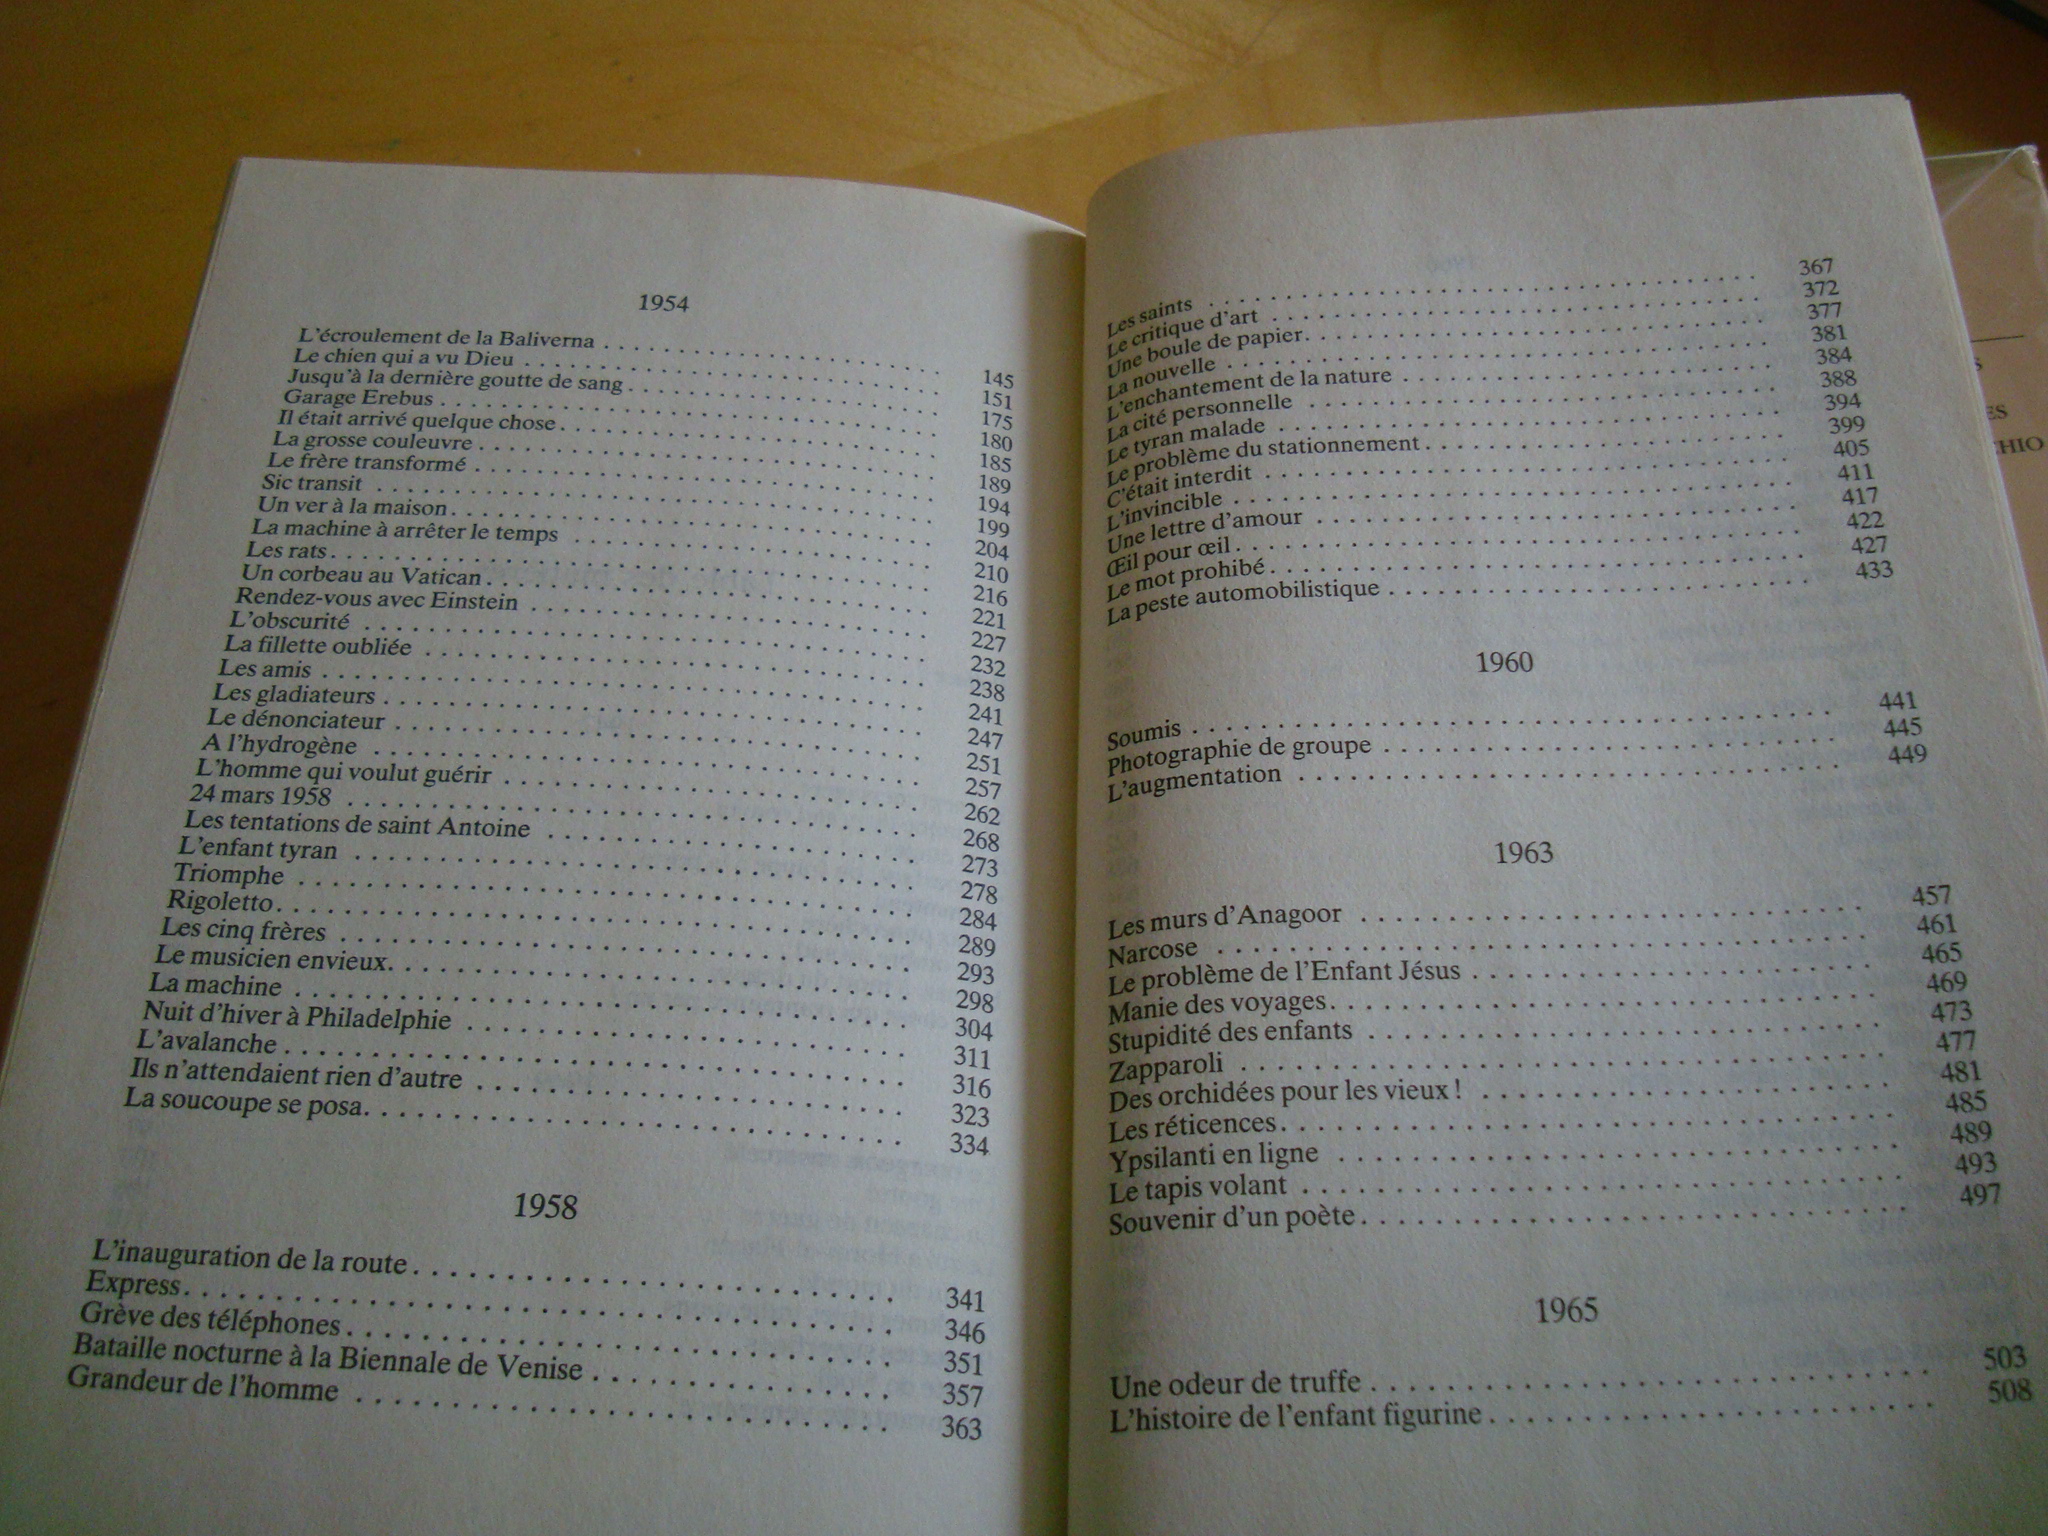 1954
L'écroulement de la Baliverna . . . . . . . . . . . . . . . . . . . . 145
Le chien qui a vu Dieu . . . . . . . . . . . . . . . . . . . . 151
Jusqu'à la dernière goutte de sang . . . . . . . . . . . . . . . . . . . . 175
Garage Erebus . . . . . . . . . . . . . . . . . . . . 180
Il était arrivé quelque chose . . . . . . . . . . . . . . . . . . . . 185
La grosse couleuvre . . . . . . . . . . . . . . . . . . . . 189
Le frère transformé . . . . . . . . . . . . . . . . . . . . 194
Sic transit . . . . . . . . . . . . . . . . . . . . 199
Un ver à la maison . . . . . . . . . . . . . . . . . . . . 204
La machine à arrêter le temps . . . . . . . . . . . . . . . . . . . . 210
Les rats . . . . . . . . . . . . . . . . . . . . 216
Un corbeau au Vatican . . . . . . . . . . . . . . . . . . . . 221
Rendez-vous avec Einstein . . . . . . . . . . . . . . . . . . . . 227
L'obscurité . . . . . . . . . . . . . . . . . . . . 232
La fillette oubliée . . . . . . . . . . . . . . . . . . . . 238
Les amis . . . . . . . . . . . . . . . . . . . . 241
Les gladiateurs . . . . . . . . . . . . . . . . . . . . 247
Le dénonciateur . . . . . . . . . . . . . . . . . . . . 251
A l'hydrogène . . . . . . . . . . . . . . . . . . . . 257
L'homme qui voulut guérir . . . . . . . . . . . . . . . . . . . . 262
24 mars 1958 . . . . . . . . . . . . . . . . . . . . 268
Les tentations de saint Antoine . . . . . . . . . . . . . . . . . . . . 273
L'enfant tyran . . . . . . . . . . . . . . . . . . . . 278
Triomphe . . . . . . . . . . . . . . . . . . . . 284
Rigoletto . . . . . . . . . . . . . . . . . . . . 289
Les cinq frères . . . . . . . . . . . . . . . . . . . . 293
Le musicien envieux . . . . . . . . . . . . . . . . . . . . 298
La machine . . . . . . . . . . . . . . . . . . . . 304
Nuit d'hiver à Philadelphie . . . . . . . . . . . . . . . . . . . . 311
L'avalanche . . . . . . . . . . . . . . . . . . . . 316
Ils n'attendaient rien d'autre . . . . . . . . . . . . . . . . . . . . 323
La soucoupe se posa . . . . . . . . . . . . . . . . . . . . 334
1958
L'inauguration de la route . . . . . . . . . . . . . . . . . . . . 341
Express . . . . . . . . . . . . . . . . . . . . 346
Grève des téléphones . . . . . . . . . . . . . . . . . . . . 351
Bataille nocturne à la Biennale de Venise . . . . . . . . . . . . . . . . 357
Grandeur de l'homme . . . . . . . . . . . . . . . . . . . . 363
Les saints . . . . . . . . . . . . . . . . . . . . 367
Le critique d'art . . . . . . . . . . . . . . . . . . . . 372
Une boule de papier . . . . . . . . . . . . . . . . . . . . 377
La nouvelle . . . . . . . . . . . . . . . . . . . . 381
L'enchantement de la nature . . . . . . . . . . . . . . . . . . . . 384
La cité personnelle . . . . . . . . . . . . . . . . . . . . 388
Le tyran malade . . . . . . . . . . . . . . . . . . . . 394
Le problème du stationnement . . . . . . . . . . . . . . . . . . . . 399
C'était interdit . . . . . . . . . . . . . . . . . . . . 405
L'invincible . . . . . . . . . . . . . . . . . . . . 411
Une lettre d'amour . . . . . . . . . . . . . . . . . . . . 417
Œil pour œil . . . . . . . . . . . . . . . . . . . . 422
Le mot prohibé . . . . . . . . . . . . . . . . . . . . 427
La peste automobilistique . . . . . . . . . . . . . . . . . . . . 433
1960
Soumis . . . . . . . . . . . . . . . . . . . . 441
Photographie de groupe . . . . . . . . . . . . . . . . . . . . 445
L'augmentation . . . . . . . . . . . . . . . . . . . . 449
1963
Les murs d'Anagoor . . . . . . . . . . . . . . . . . . . . 457
Narcose . . . . . . . . . . . . . . . . . . . . 461
Le problème de l'Enfant Jésus . . . . . . . . . . . . . . . . . . . . 465
Manie des voyages . . . . . . . . . . . . . . . . . . . . 469
Stupidité des enfants . . . . . . . . . . . . . . . . . . . . 473
Zapparoli . . . . . . . . . . . . . . . . . . . . 477
Des orchidées pour les vieux ! . . . . . . . . . . . . . . . . . . . . 481
Les réticences . . . . . . . . . . . . . . . . . . . . 485
Ypsilanti en ligne . . . . . . . . . . . . . . . . . . . . 489
Le tapis volant . . . . . . . . . . . . . . . . . . . . 493
Souvenir d'un poète . . . . . . . . . . . . . . . . . . . . 497
1965
Une odeur de truffe . . . . . . . . . . . . . . . . . . . . 503
L'histoire de l'enfant figurine . . . . . . . . . . . . . . . . . . . . 508